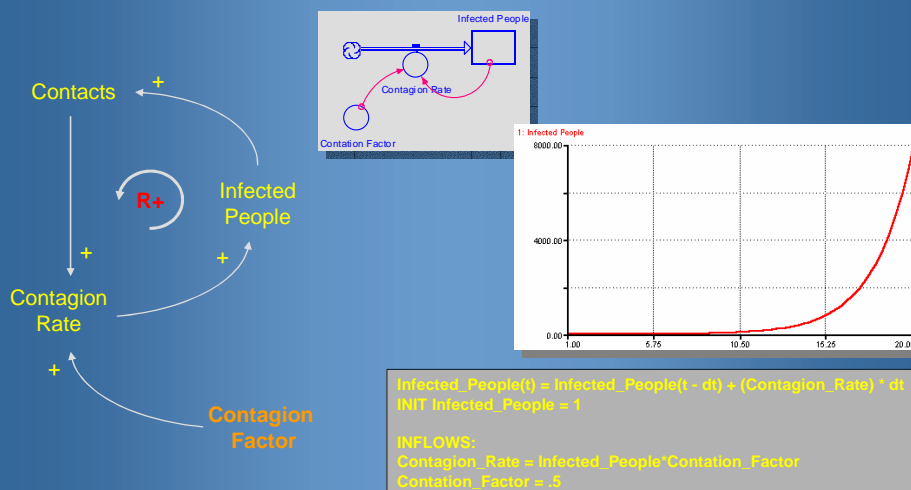 Contacts
+
R+
Infected
People
+
+
Contagion
Rate
+
Contagion
Factor
Infected People
Contagion Rate
Contation Factor
1: Infected People
8000.00
4000.00
0.00
1.00
5.75
10.50
15.25
20.0
Infected_People(t) = Infected_People(t - dt) + (Contagion_Rate) * dt
INIT Infected_People = 1
INFLOWS:
Contagion_Rate = Infected_People*Contation_Factor
Contation_Factor = .5